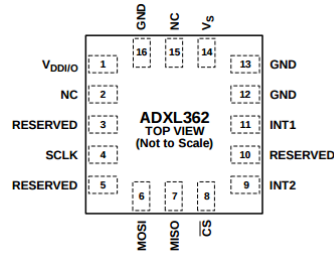 GND
NC
VS
16
15
14
VDDI/O
1
13
GND
NC
2
12
GND
RESERVED
3
ADXL362
TOP VIEW
(Not to Scale)
11
INT1
SCLK
4
10
RESERVED
RESERVED
5
9
INT2
6
7
8
MOSI
MISO
CS